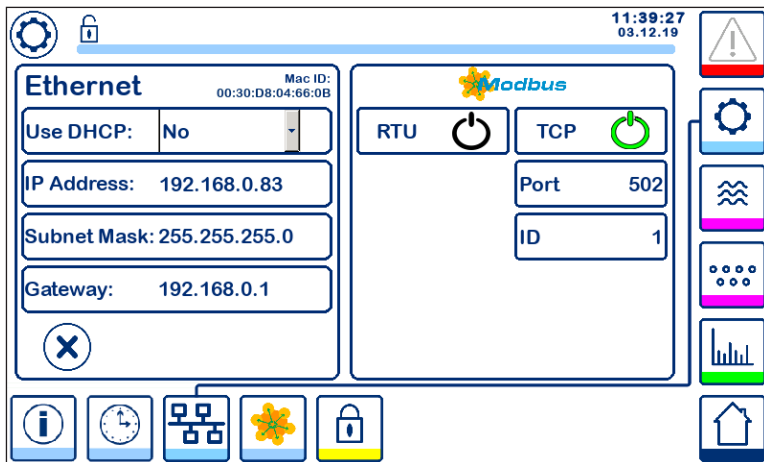 11:39:27
03.12.19
Ethernet
Mac ID:
00:30:D8:04:66:0B
Use DHCP: No
IP Address: 192.168.0.83
Subnet Mask: 255.255.255.0
Gateway: 192.168.0.1
Modbus
RTU TCP
Port 502
ID 1